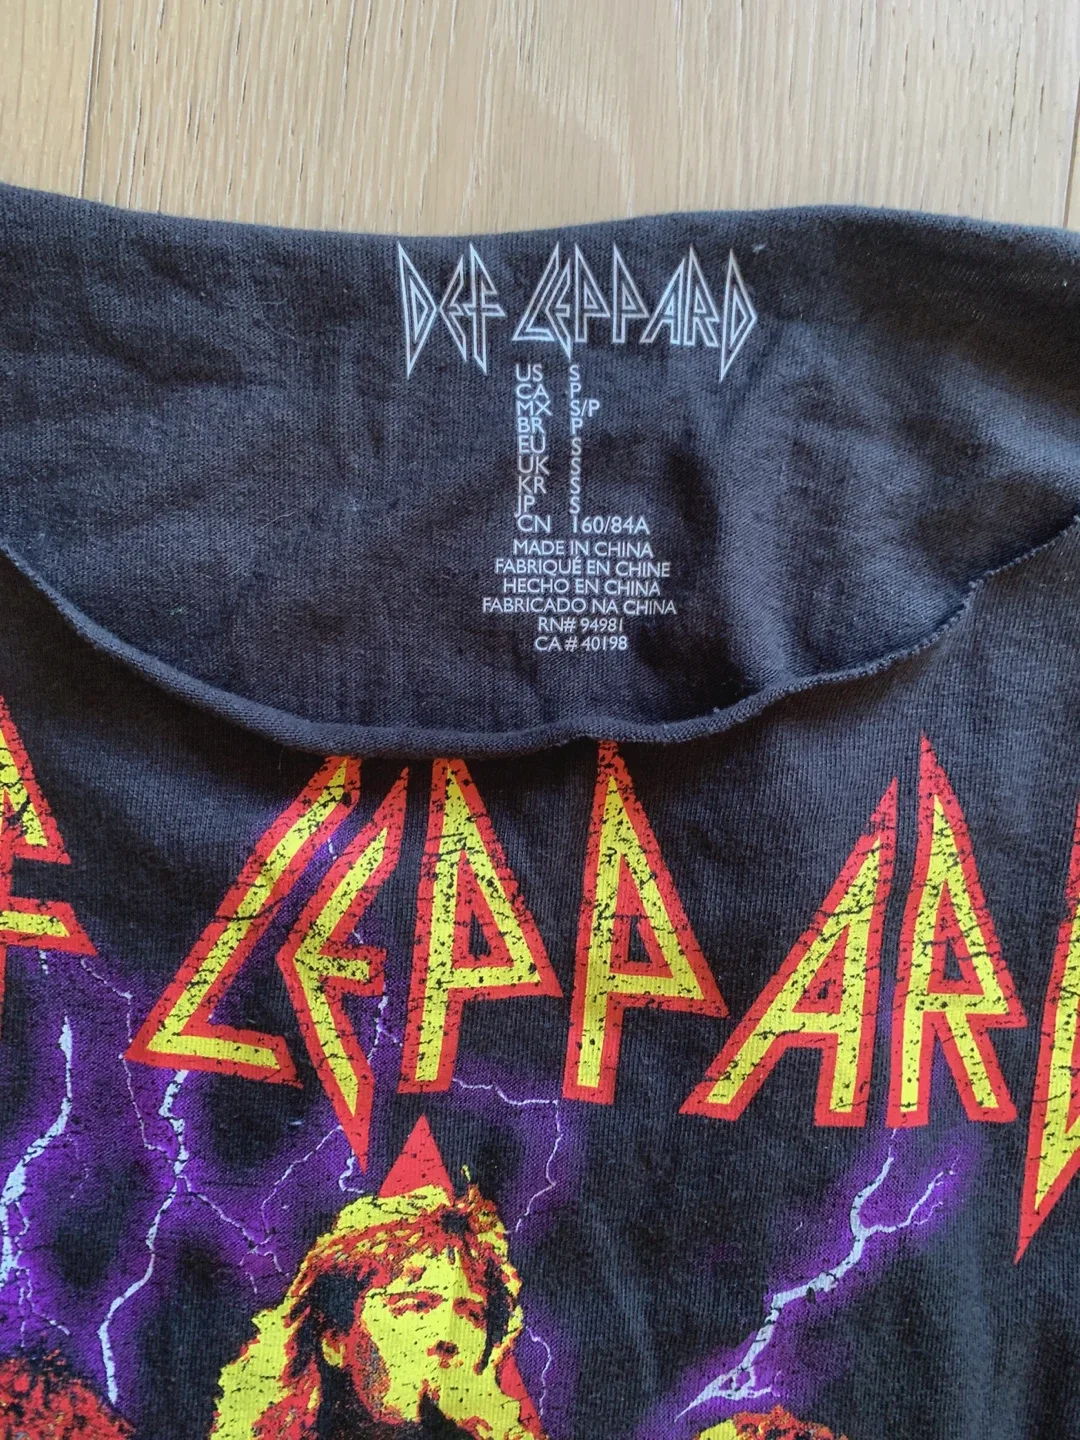 DEF LEPPARD
US S
CA P
MX S/P
BR P
EU S
UK S
KR S
JP S
CN 160/84A
MADE IN CHINA
FABRIQUÉ EN CHINE
HECHO EN CHINA
FABRICADO NA CHINA
RN# 94981
CA# 40198
F LEPPARD